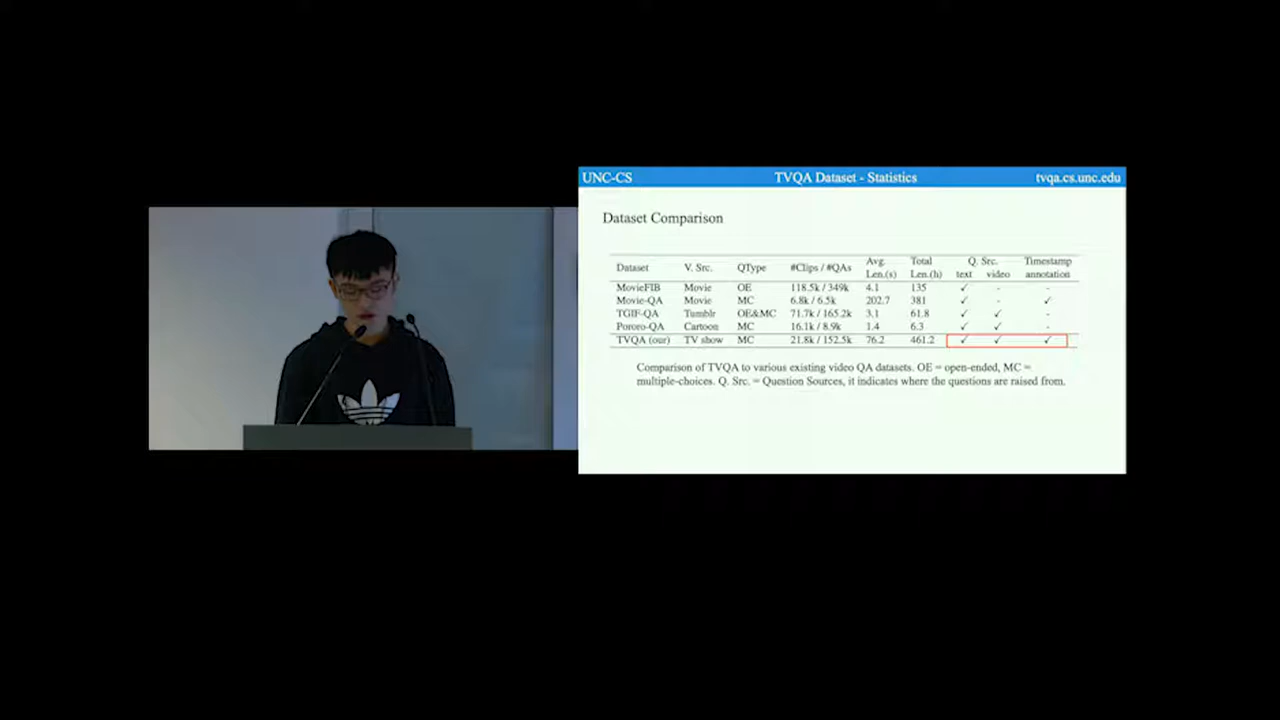 UNC-CS TVQA Dataset - Statistics tvqa.cs.unc.edu
Dataset Comparison
Dataset V. Src. QType #Clips / #QAs Avg. Len.(s) Total Len.(h) Q. Src. text video Timestamp annotation
MovieFIB Movie OE 118.5k / 349k 4.1 135 ✓ - -
Movie-QA Movie MC 6.8k / 6.5k 202.7 381 ✓ - ✓
TGIF-QA Tumblr OE&MC 71.7k / 165.2k 3.1 61.8 ✓ ✓ -
Pororo-QA Cartoon MC 16.1k / 8.9k 1.4 6.3 ✓ ✓ -
TVQA (our) TV show MC 21.8k / 152.5k 76.2 461.2 ✓ ✓ ✓
Comparison of TVQA to various existing video QA datasets. OE = open-ended, MC =
multiple-choices. Q. Src. = Question Sources, it indicates where the questions are raised from.